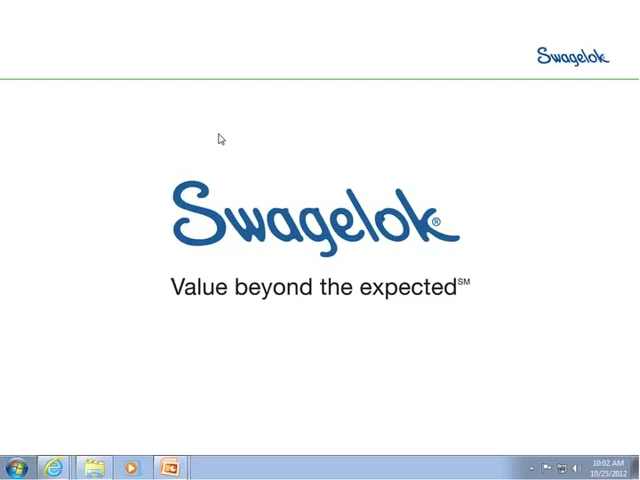 Swagelok
Swagelok®
Value beyond the expected℠
10:02 AM
10/25/2012